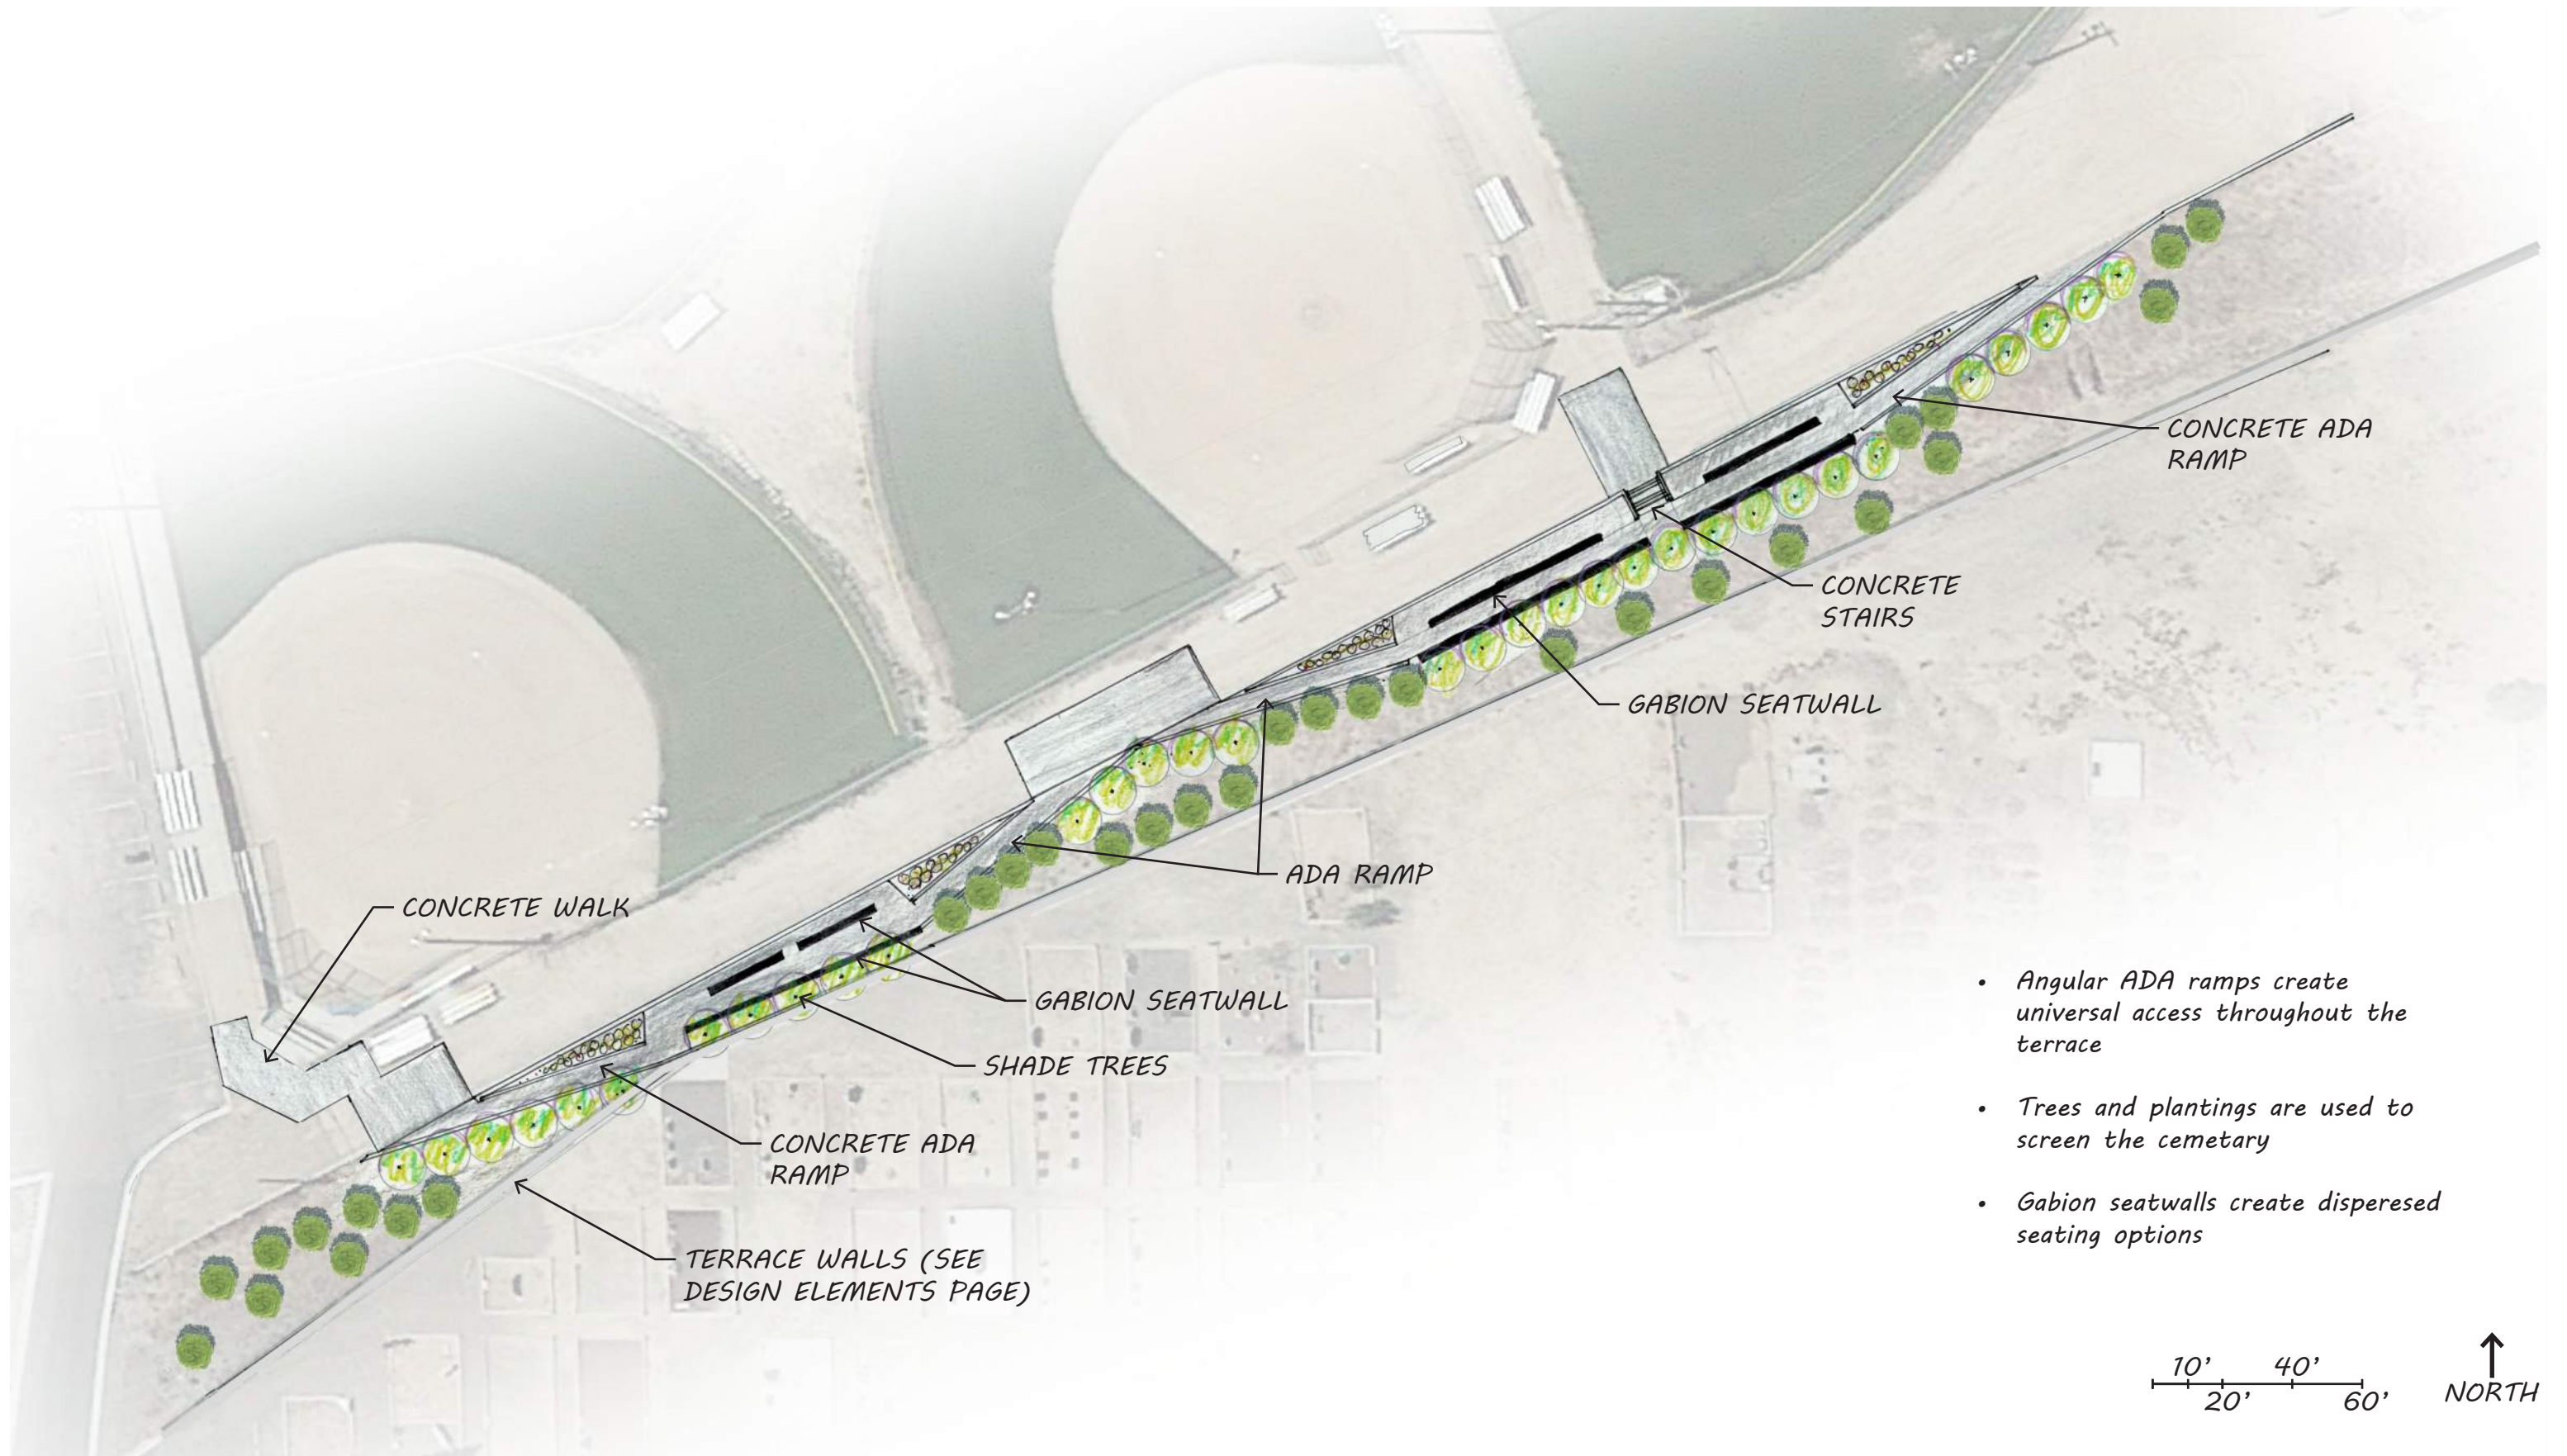 CONCRETE ADA
RAMP
CONCRETE
STAIRS
GABION SEATWALL
ADA RAMP
CONCRETE WALK
GABION SEATWALL
SHADE TREES
CONCRETE ADA
RAMP
TERRACE WALLS (SEE
DESIGN ELEMENTS PAGE)
• Angular ADA ramps create
universal access throughout the
terrace
• Trees and plantings are used to
screen the cemetary
• Gabion seatwalls create disperesed
seating options
10' 40'
20' 60'
NORTH